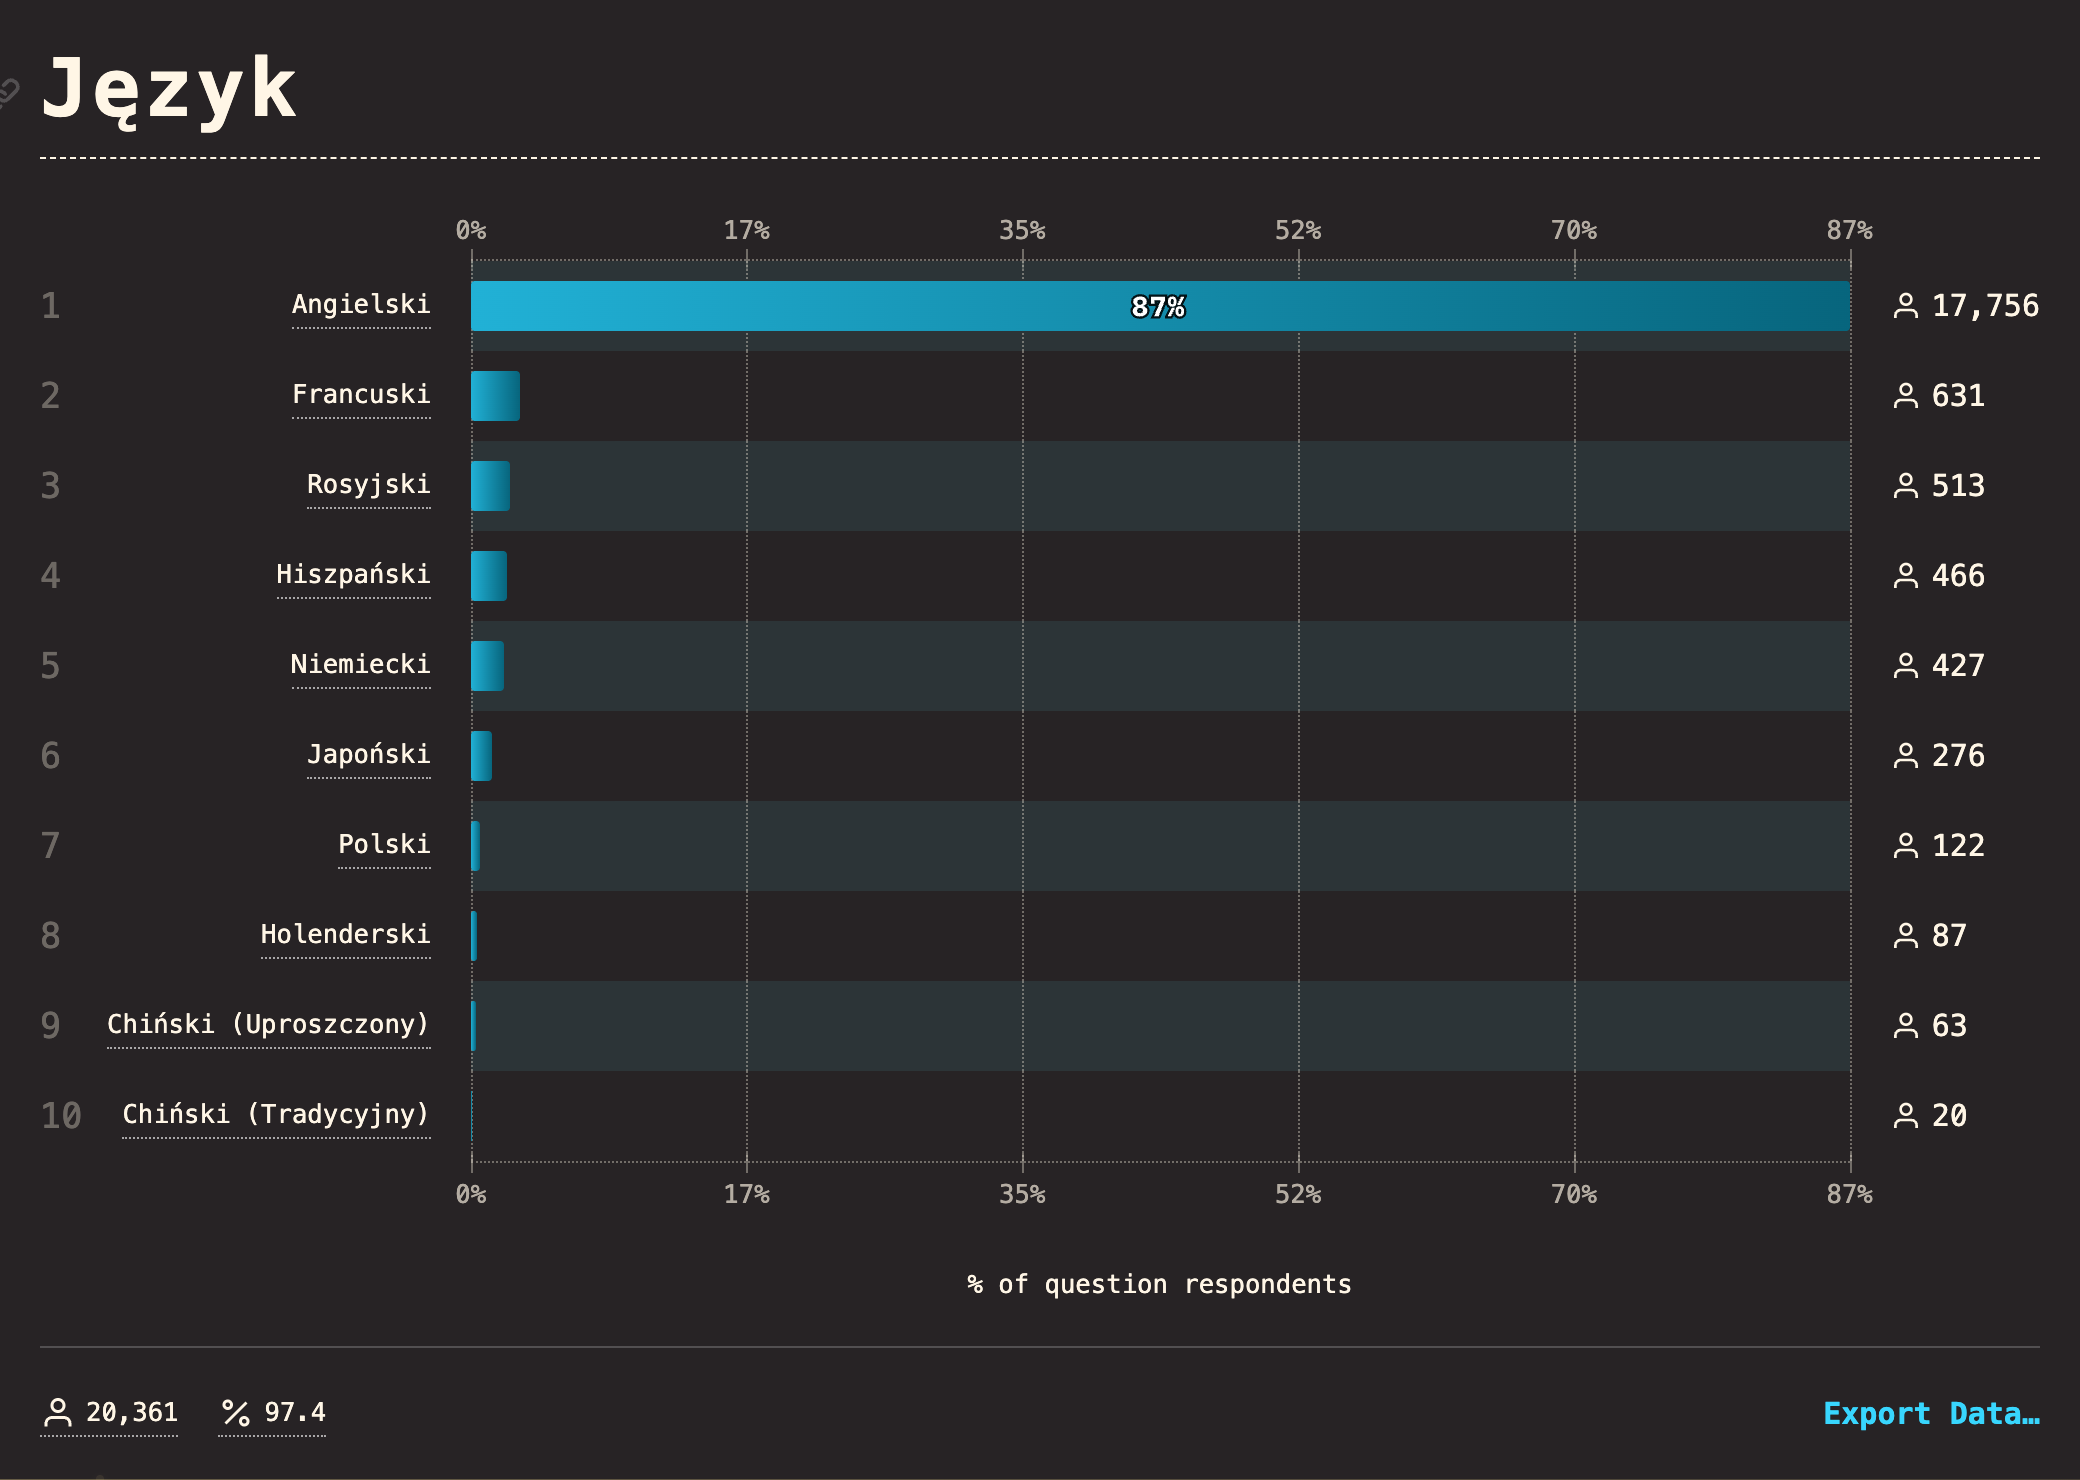 Język
0% 17% 35% 52% 70% 87%
1 Angielski 87% 17,756
2 Francuski 631
3 Rosyjski 513
4 Hiszpański 466
5 Niemiecki 427
6 Japoński 276
7 Polski 122
8 Holenderski 87
9 Chiński (Uproszczony) 63
10 Chiński (Tradycyjny) 20
0% 17% 35% 52% 70% 87%
% of question respondents
20,361 % 97.4 Export Data…